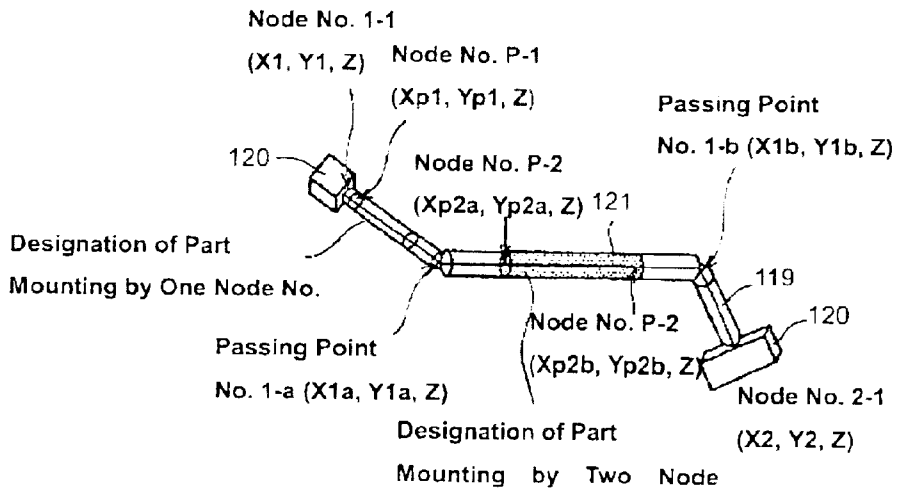 Node No. 1-1
(X1, Y1, Z)
Node No. P-1
(Xp1, Yp1, Z)
Passing Point
No. 1-b (X1b, Y1b, Z)
120
Node No. P-2
(Xp2a, Yp2a, Z)
121
Designation of Part
Mounting by One Node No.
119
120
Node No. P-2
(Xp2b, Yp2b, Z)
Passing Point
No. 1-a (X1a, Y1a, Z)
Node No. 2-1
(X2, Y2, Z)
Designation of Part
Mounting by Two Node